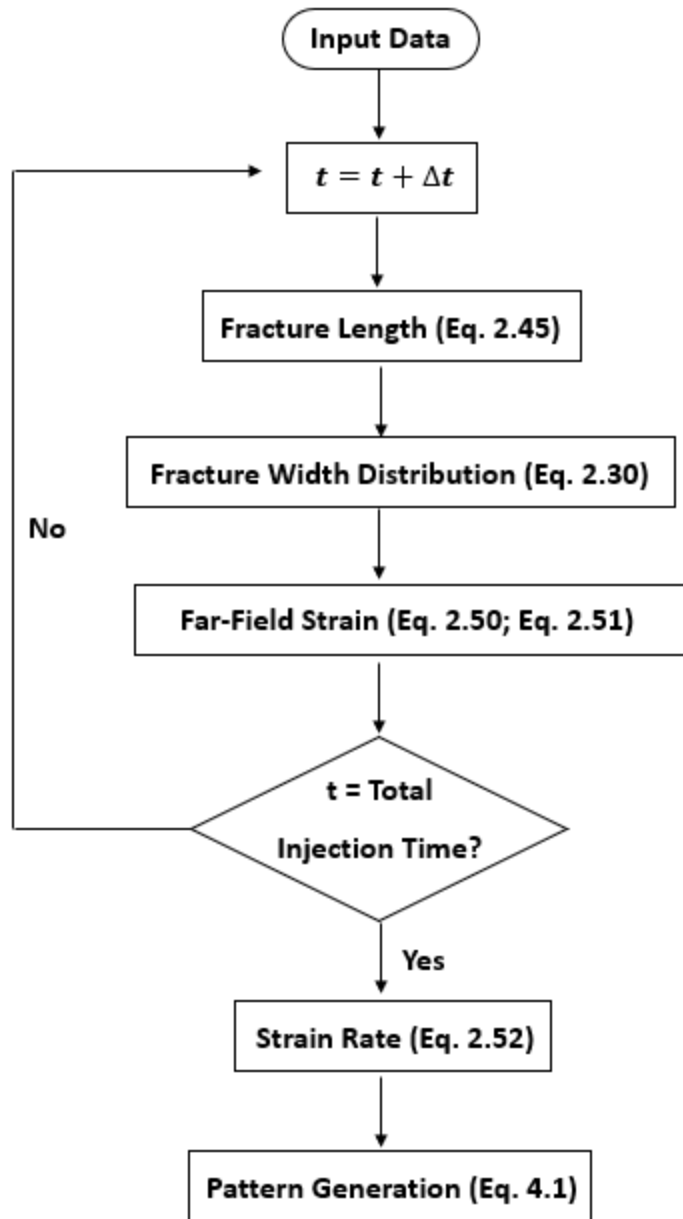 Input Data
t = t + Δt
Fracture Length (Eq. 2.45)
Fracture Width Distribution (Eq. 2.30)
No
Far-Field Strain (Eq. 2.50; Eq. 2.51)
t = Total
Injection Time?
Yes
Strain Rate (Eq. 2.52)
Pattern Generation (Eq. 4.1)